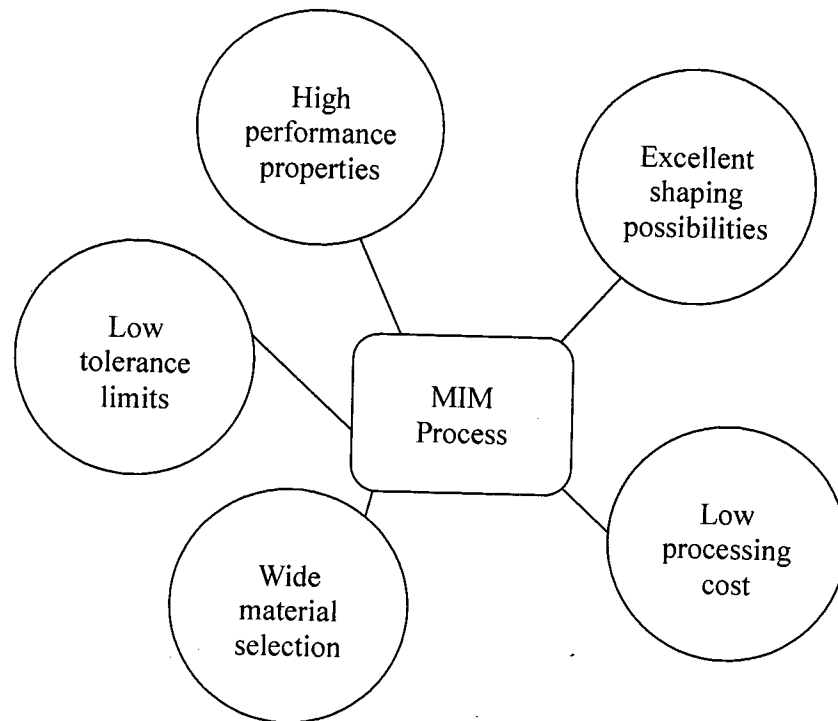 High
performance
properties
Excellent
shaping
possibilities
Low
tolerance
limits
MIM
Process
Low
processing
cost
Wide
material
selection